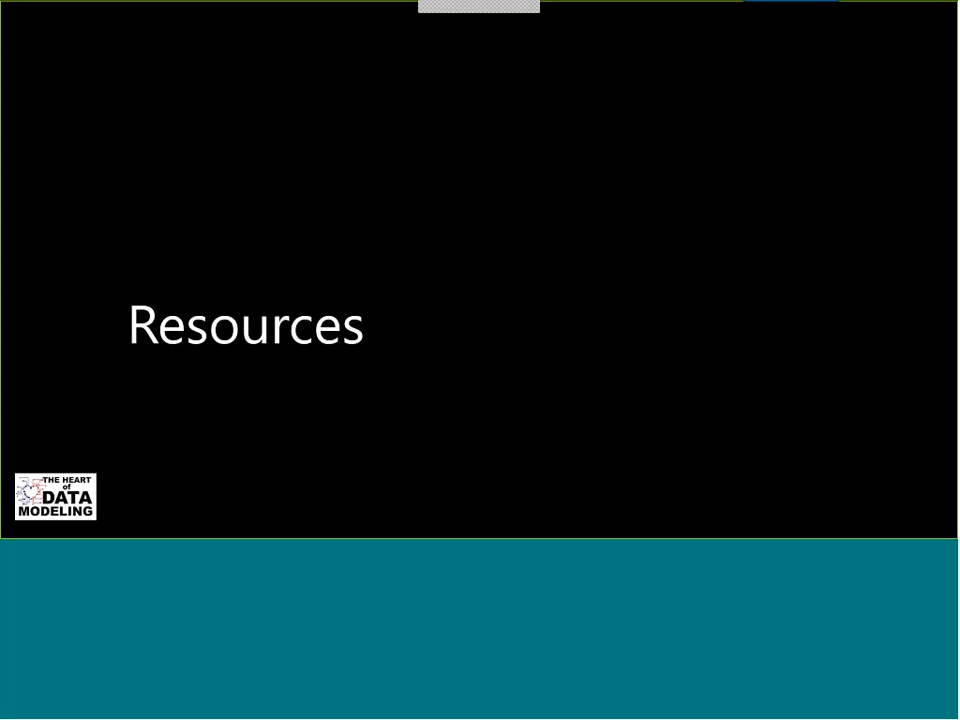 Resources
THE HEART
of
DATA
MODELING